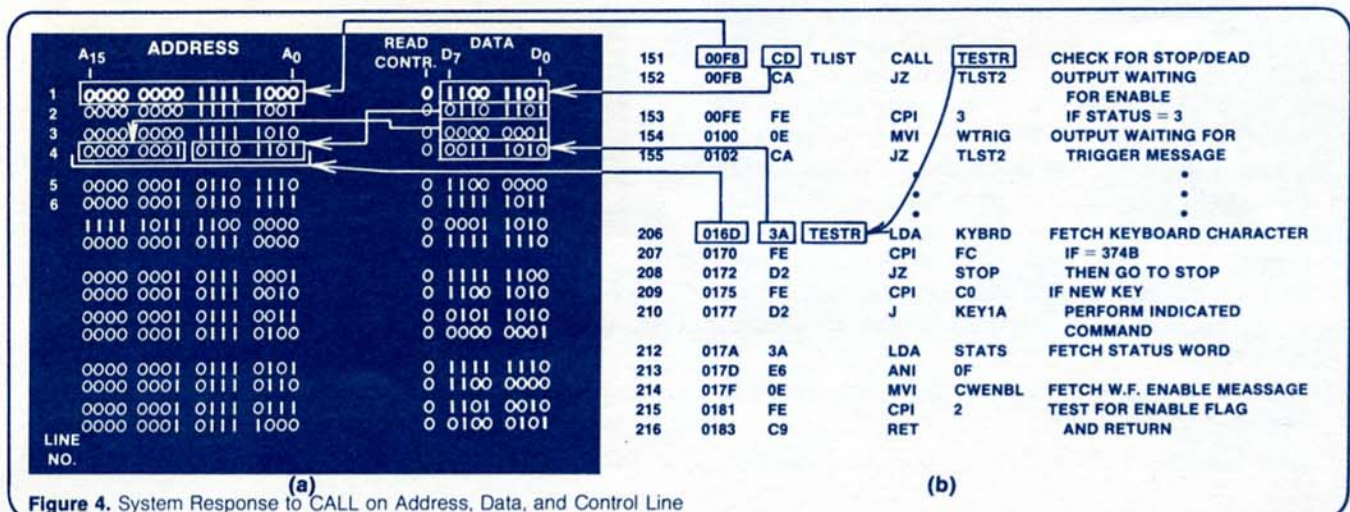 ADDRESS READ DATA
A15 A0 CONTR. D7 D0
1 0000 0000 1111 1000 0 1100 1101
2 0000 0000 1111 1001 0 0110 1101
3 0000 0000 1111 1010 0 0000 0001
4 0000 0001 0110 1101 0 0011 1010
5 0000 0001 0110 1110 0 1100 0000
6 0000 0001 0110 1111 0 1111 1011
1111 1011 1100 0000 0 0001 1010
0000 0001 0111 0000 0 1111 1110
0000 0001 0111 0001 0 1111 1100
0000 0001 0111 0010 0 1100 1010
0000 0001 0111 0011 0 0101 1010
0000 0001 0111 0100 0 0000 0001
0000 0001 0111 0101 0 1111 1110
0000 0001 0111 0110 0 1100 0000
0000 0001 0111 0111 0 1101 0010
0000 0001 0111 1000 0 0100 0101
LINE
NO.
(a)
151 00F8 CD TLIST CALL TESTR CHECK FOR STOP/DEAD
152 00FB CA JZ TLST2 OUTPUT WAITING
FOR ENABLE
153 00FE FE CPI 3 IF STATUS = 3
154 0100 0E MVI WTRIG OUTPUT WAITING FOR
155 0102 CA JZ TLST2 TRIGGER MESSAGE
206 016D 3A TESTR LDA KYBRD FETCH KEYBOARD CHARACTER
207 0170 FE CPI FC IF = 374B
208 0172 D2 JZ STOP THEN GO TO STOP
209 0175 FE CPI C0 IF NEW KEY
210 0177 D2 J KEY1A PERFORM INDICATED
COMMAND
212 017A 3A LDA STATS FETCH STATUS WORD
213 017D E6 ANI 0F
214 017F 0E MVI CWENBL FETCH W.F. ENABLE MEASSAGE
215 0181 FE CPI 2 TEST FOR ENABLE FLAG
216 0183 C9 RET AND RETURN
(b)
Figure 4. System Response to CALL on Address, Data, and Control Line